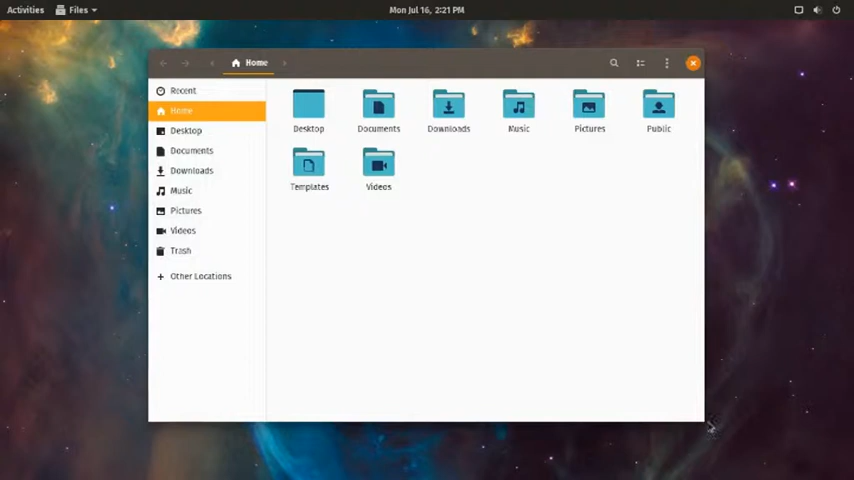 Activities Files Mon Jul 16, 2:21 PM
Home
Recent
Home
Desktop
Documents
Downloads
Music
Pictures
Videos
Trash
Other Locations
Desktop Documents Downloads Music Pictures Public
Templates Videos